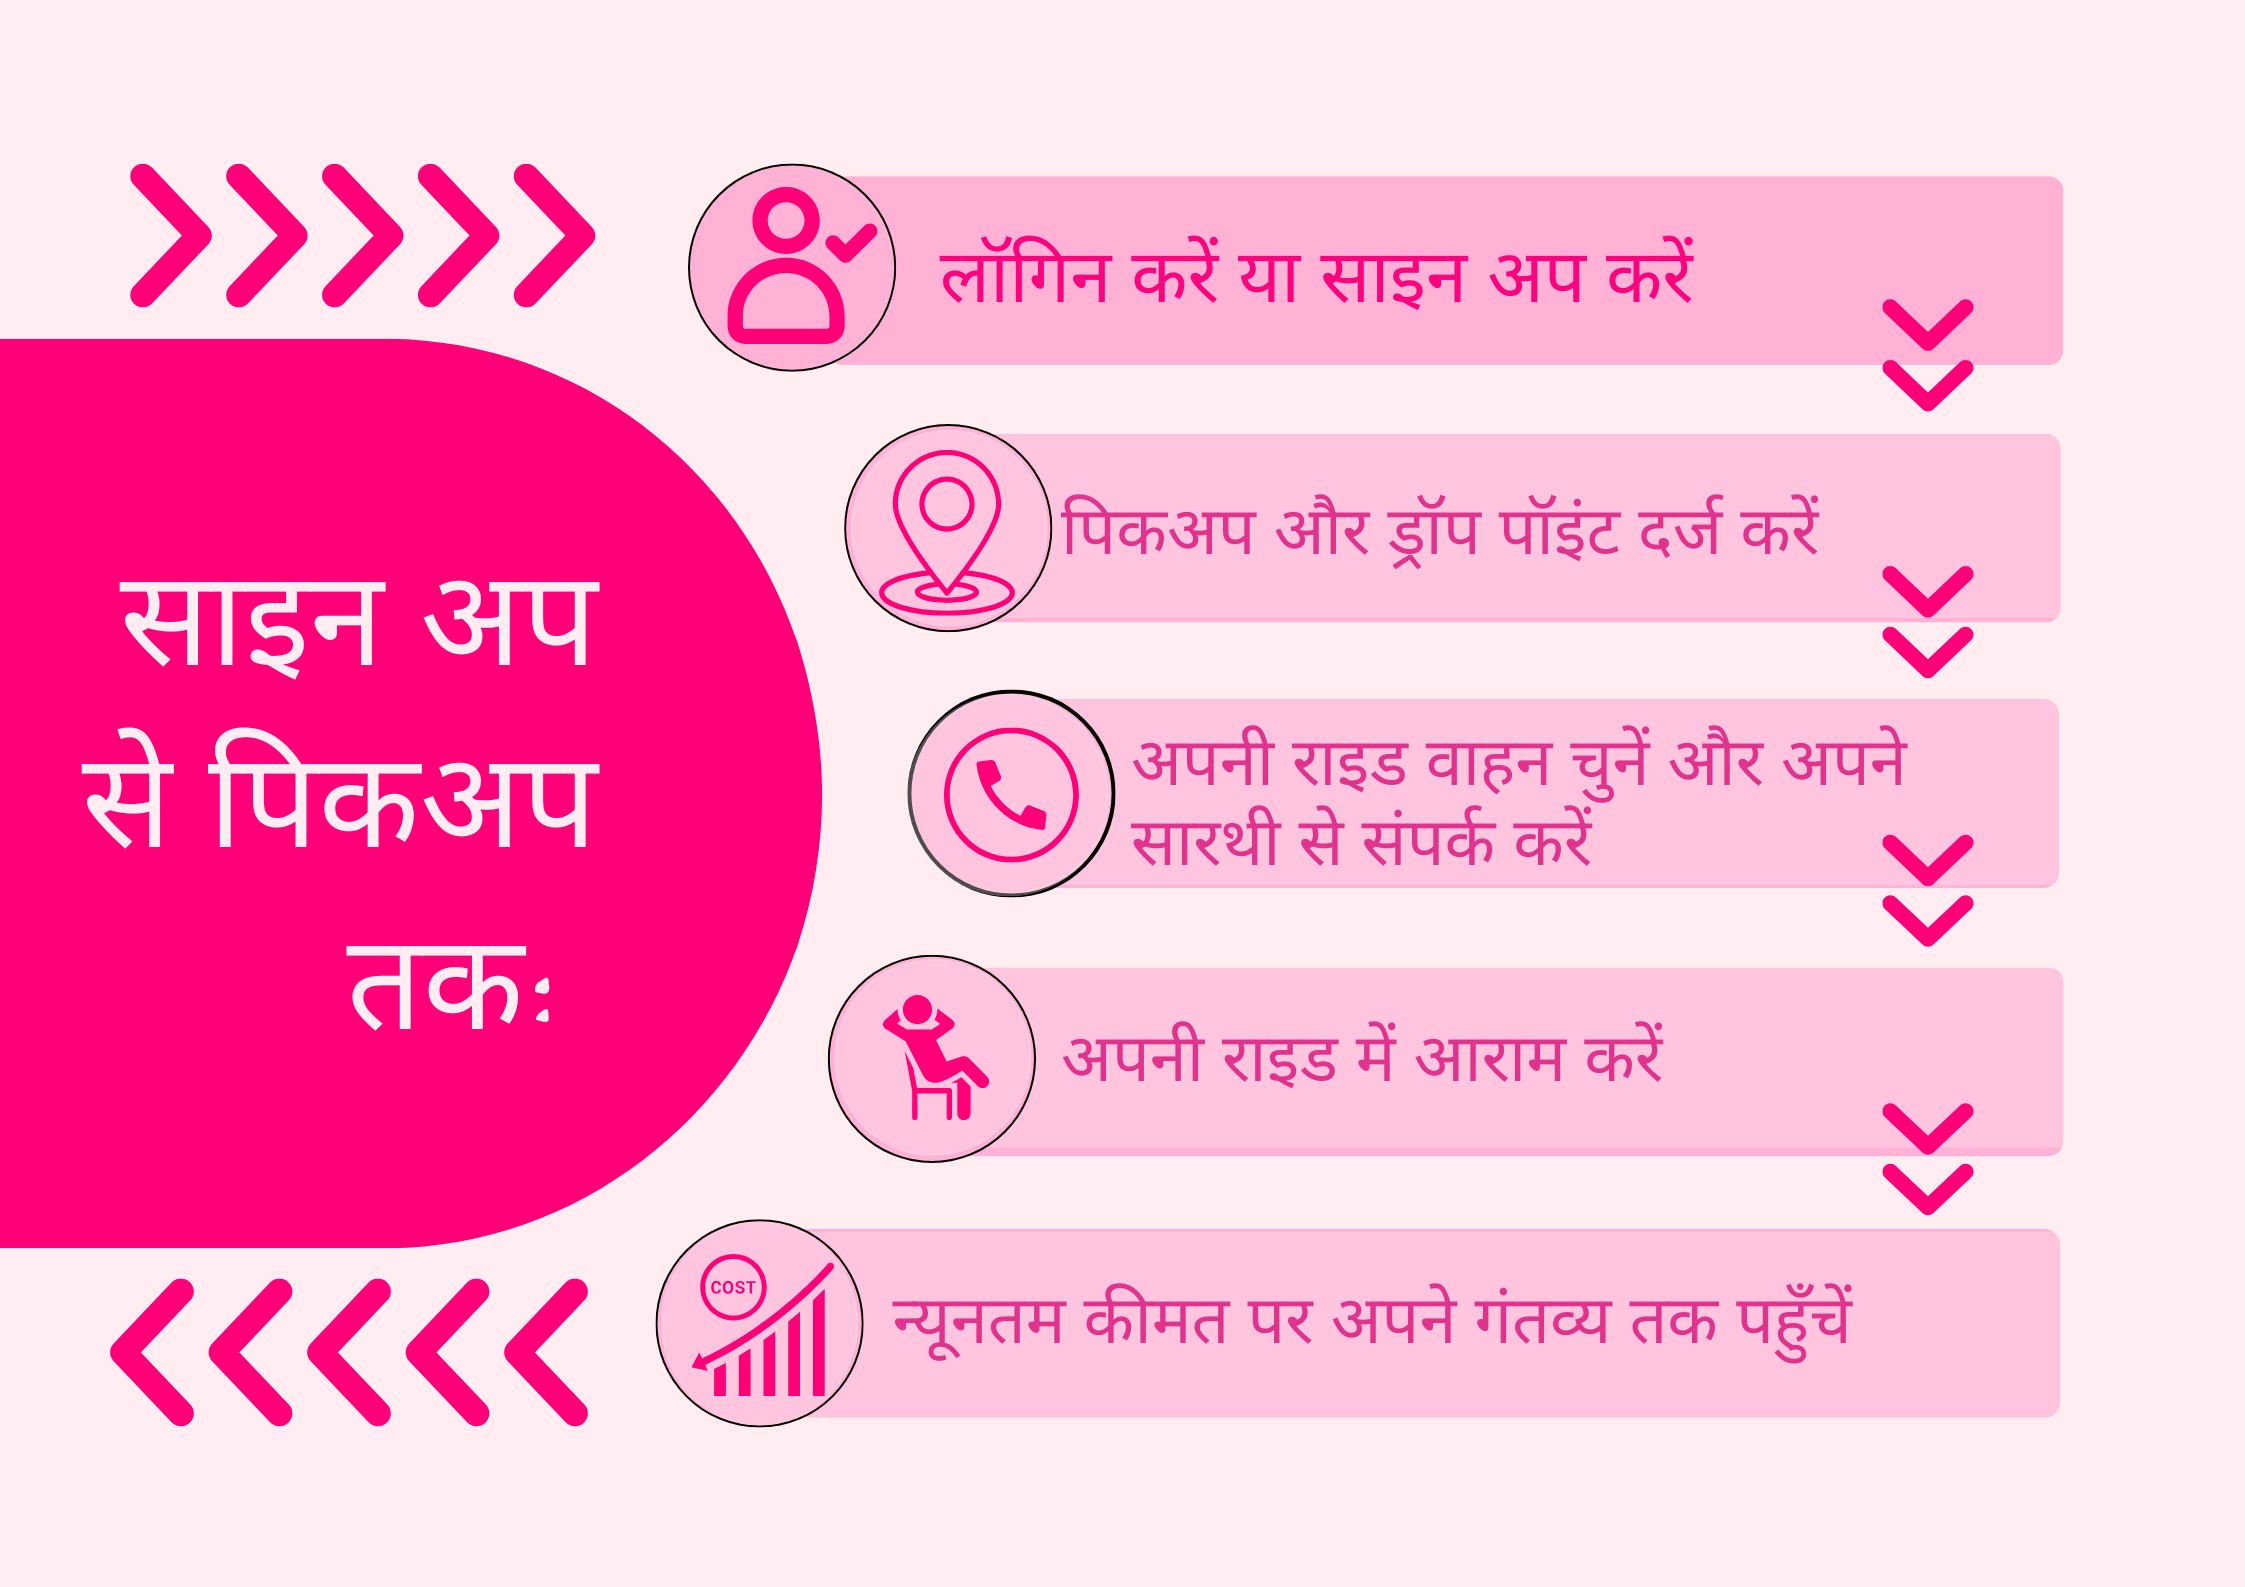 साइन अप
से पिकअप
तक:
लॉगिन करें या साइन अप करें
पिकअप और ड्रॉप पॉइंट दर्ज करें
अपनी राइड वाहन चुनें और अपने
सारथी से संपर्क करें
अपनी राइड में आराम करें
COST
न्यूनतम कीमत पर अपने गंतव्य तक पहुँचें